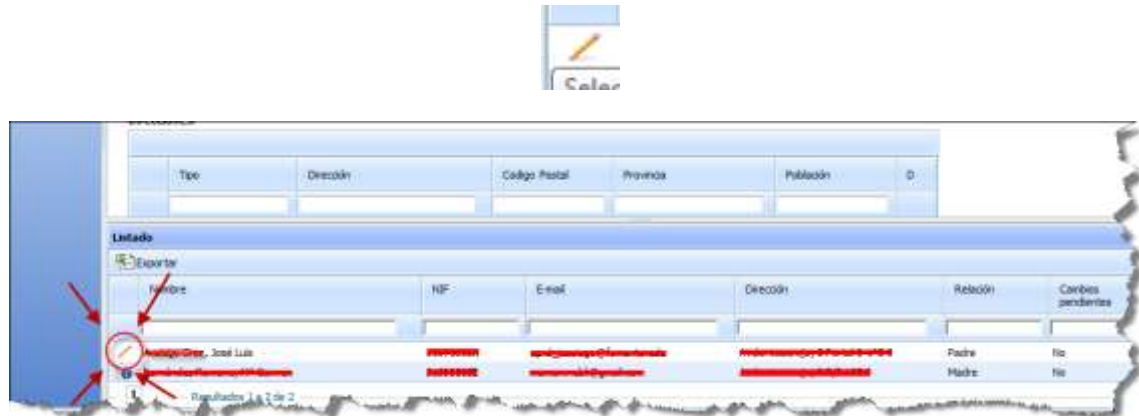 Selec
Tipo Dirección Codigo Postal Provincia Población D
Listado
Exportar
Nombre NIF E-mail Dirección Relación Cambios pendientes
, José Luis Padre No
Madre No
1 Resultados 1 a 2 de 2